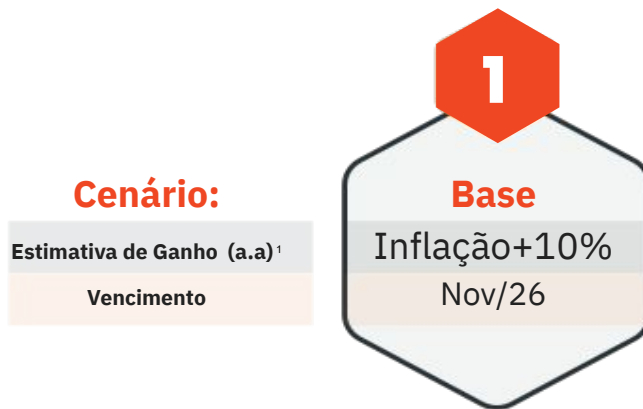 1
Cenário: Base
Estimativa de Ganho (a.a)¹ Inflação+10%
Vencimento Nov/26